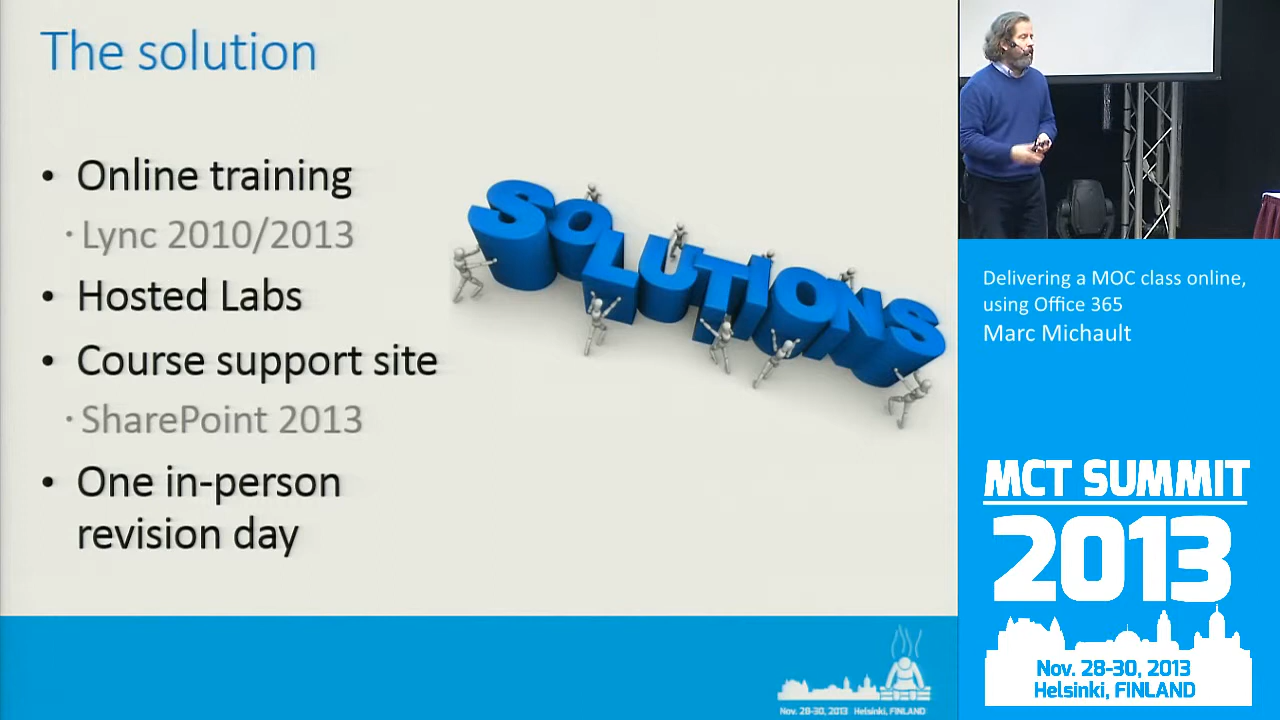 The solution
• Online training
· Lync 2010/2013
• Hosted Labs
• Course support site
· SharePoint 2013
• One in-person
revision day
SOLUTIONS
Nov. 28-30, 2013 Helsinki, FINLAND
Delivering a MOC class online,
using Office 365
Marc Michault
MCT SUMMIT
2013
Nov. 28-30, 2013
Helsinki, FINLAND